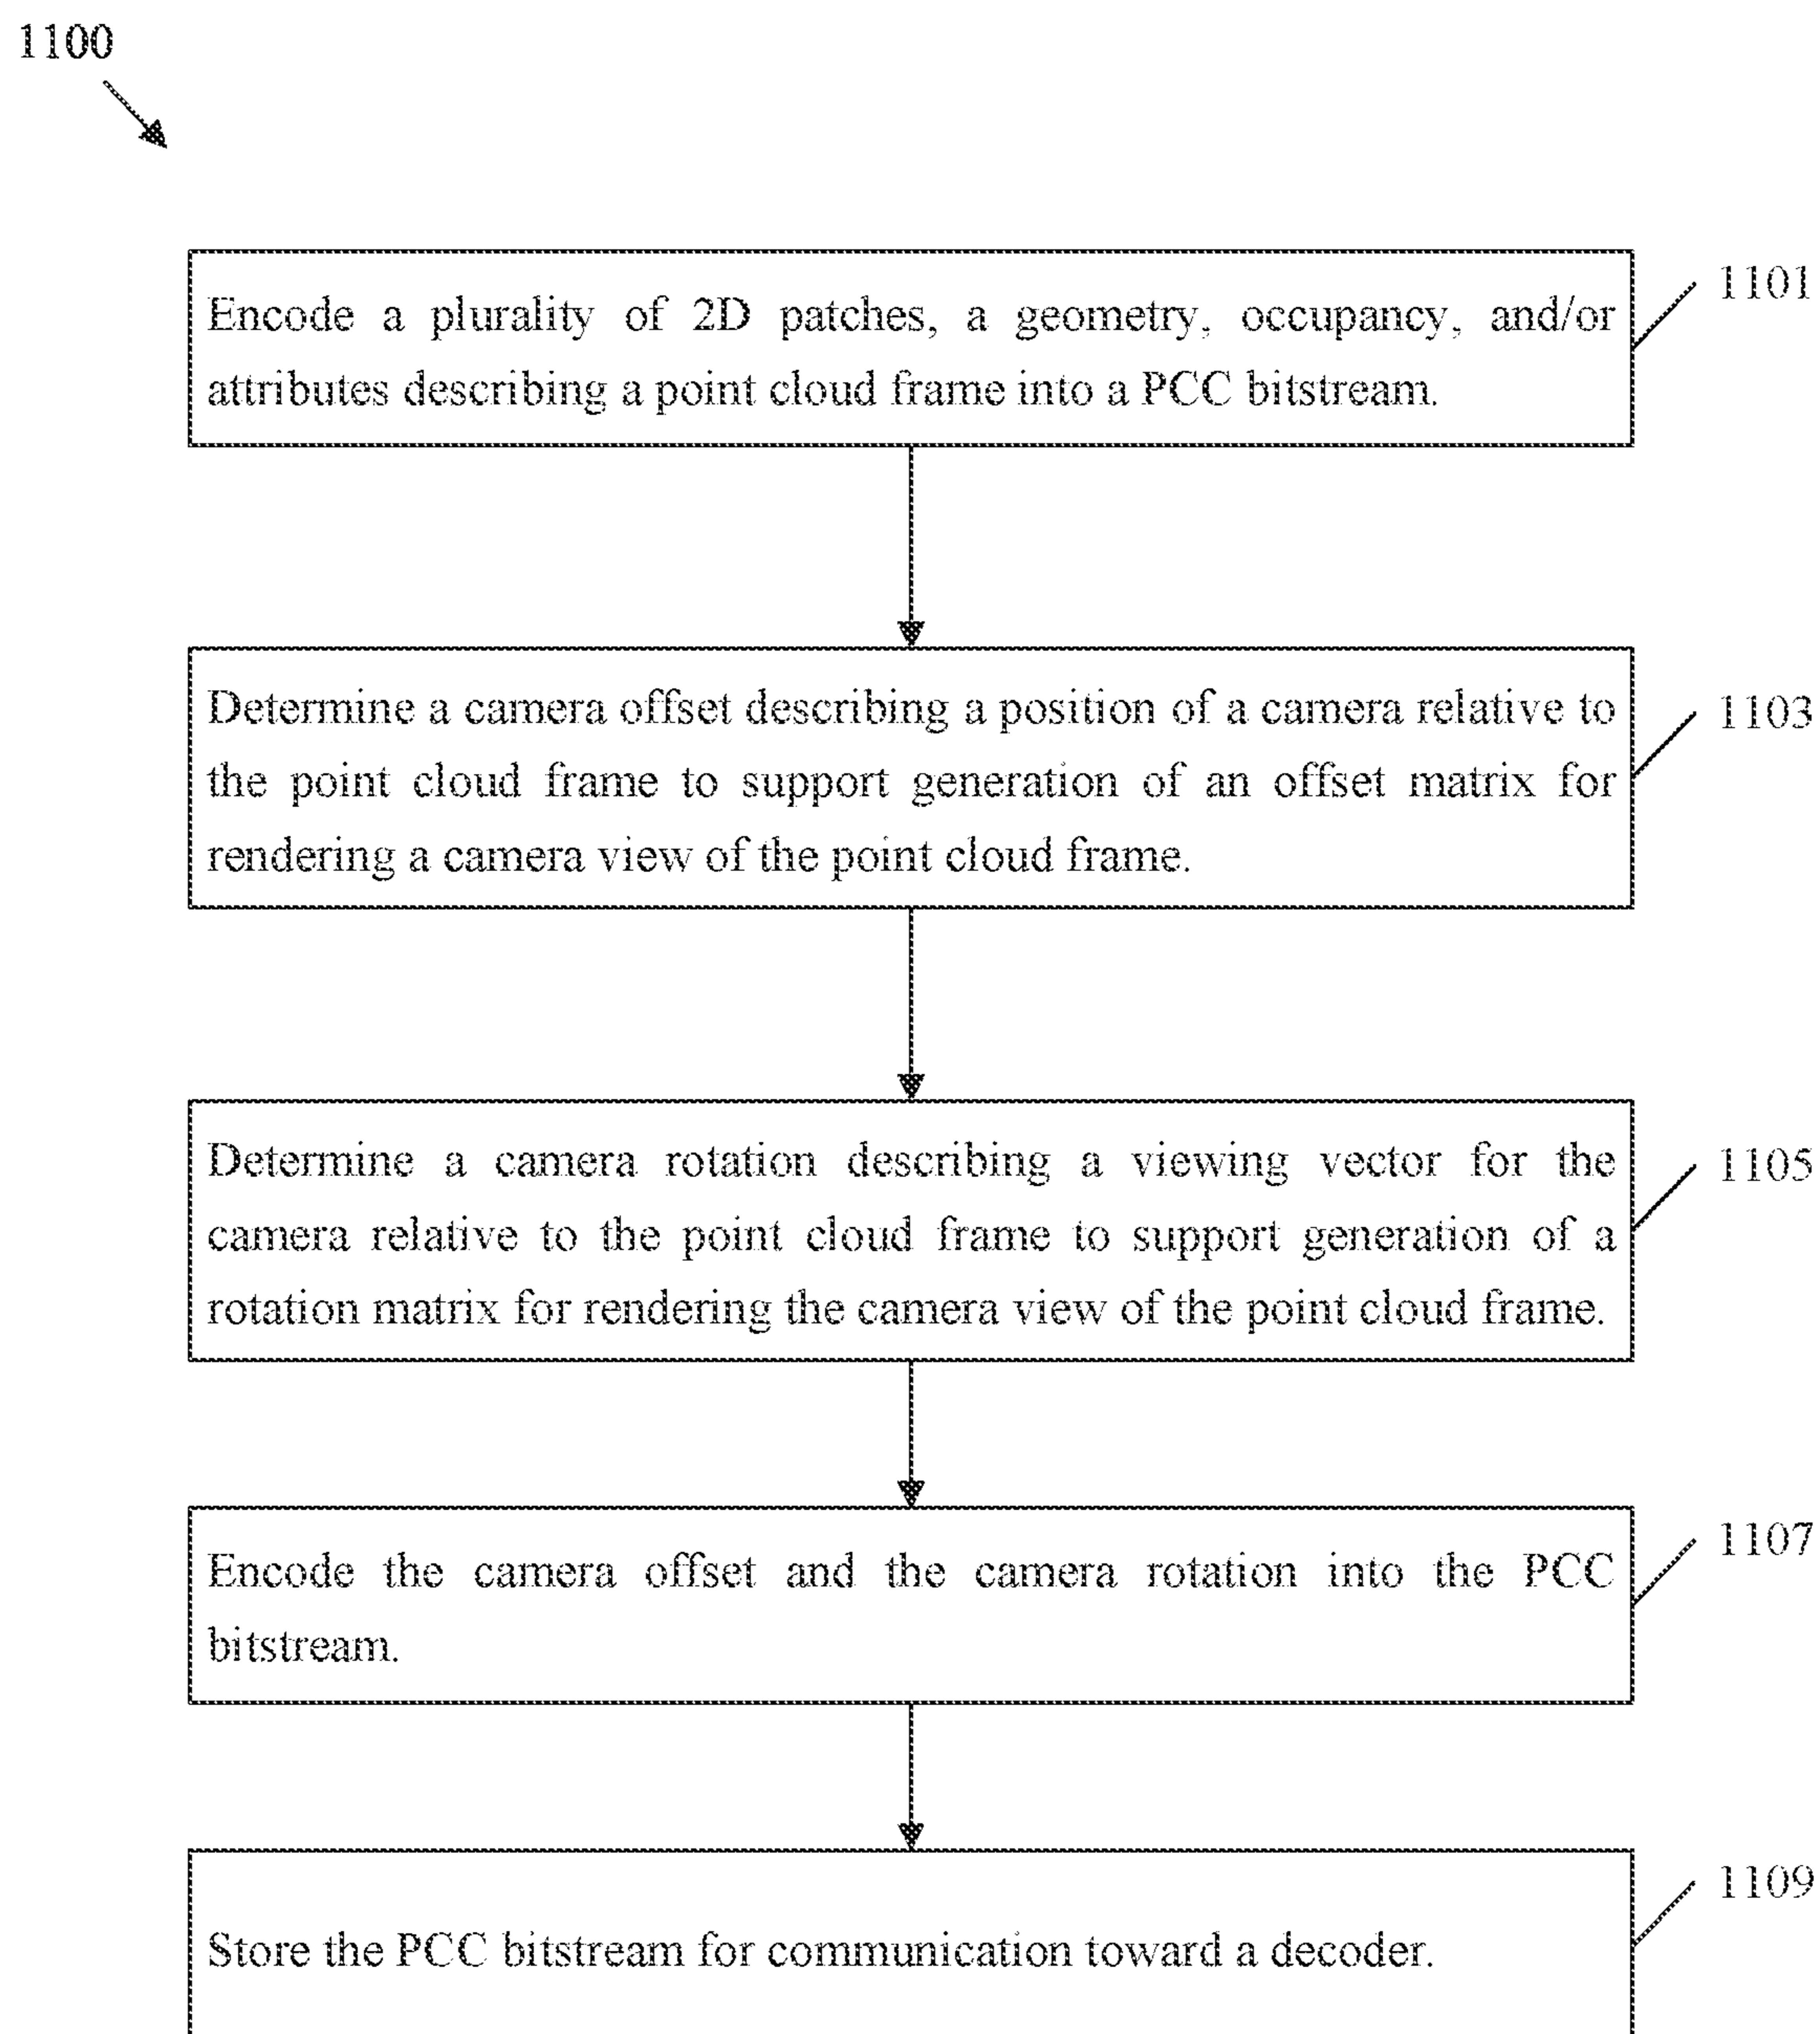 1100
Encode a plurality of 2D patches, a geometry, occupancy, and/or
attributes describing a point cloud frame into a PCC bitstream.
1101
Determine a camera offset describing a position of a camera relative to
the point cloud frame to support generation of an offset matrix for
rendering a camera view of the point cloud frame.
1103
Determine a camera rotation describing a viewing vector for the
camera relative to the point cloud frame to support generation of a
rotation matrix for rendering the camera view of the point cloud frame.
1105
Encode the camera offset and the camera rotation into the PCC
bitstream.
1107
Store the PCC bitstream for communication toward a decoder.
1109